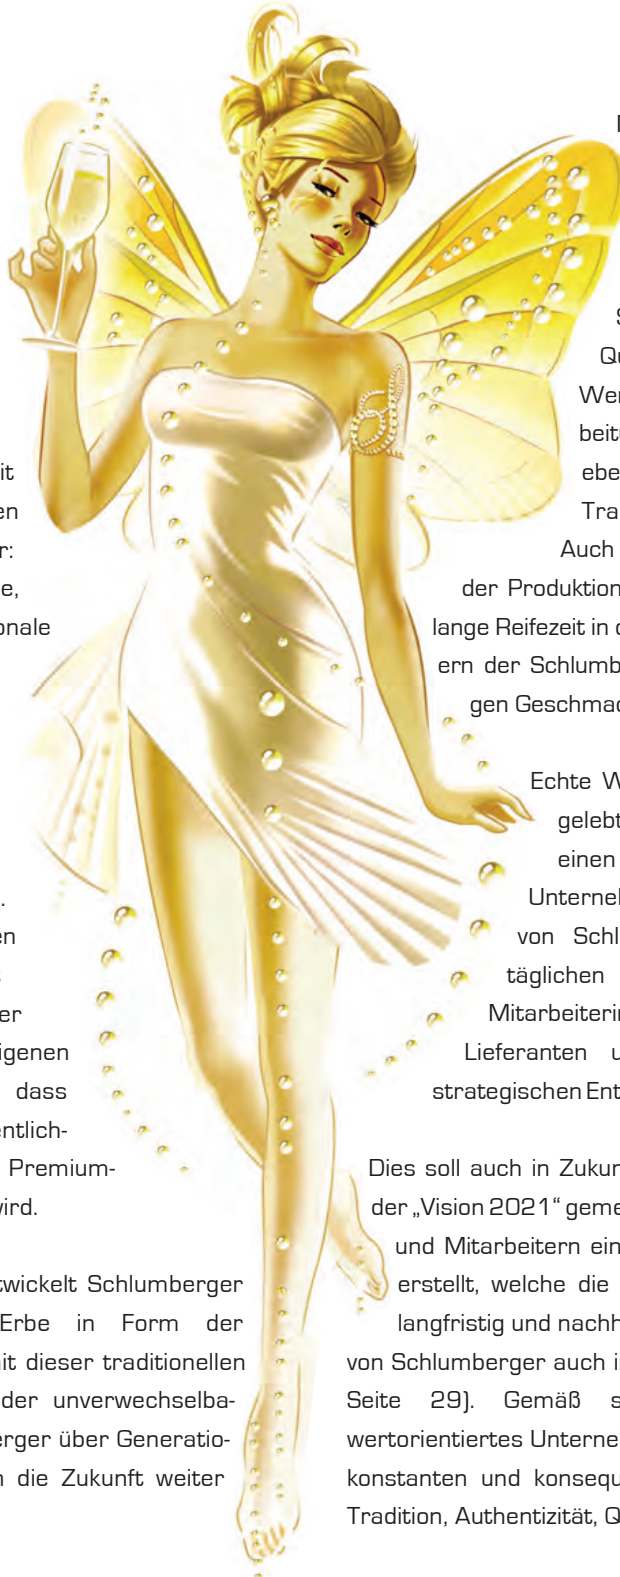 it
en
r:
e,
onale
.
en
er
igenen
dass
entlich-
Premium-
wird.
twickelt Schlumberger
Erbe in Form der
it dieser traditionellen
der unverwechselba-
erger über Generatio-
n die Zukunft weiter
S
Qu
Wer
beitu
ebe
Tra
Auch
der Produktion
lange Reifezeit in d
ern der Schlumb
gen Geschmac
Echte W
gelebt
einen
Unterneh
von Schl
täglichen
Mitarbeiterin
Lieferanten u
strategischen Ent
Dies soll auch in Zukun
der „Vision 2021“ geme
und Mitarbeitern ein
erstellt, welche die
langfristig und nachh
von Schlumberger auch i
Seite 29). Gemäß s
wertorientiertes Unterne
konstanten und konsequ
Tradition, Authentizität, Q